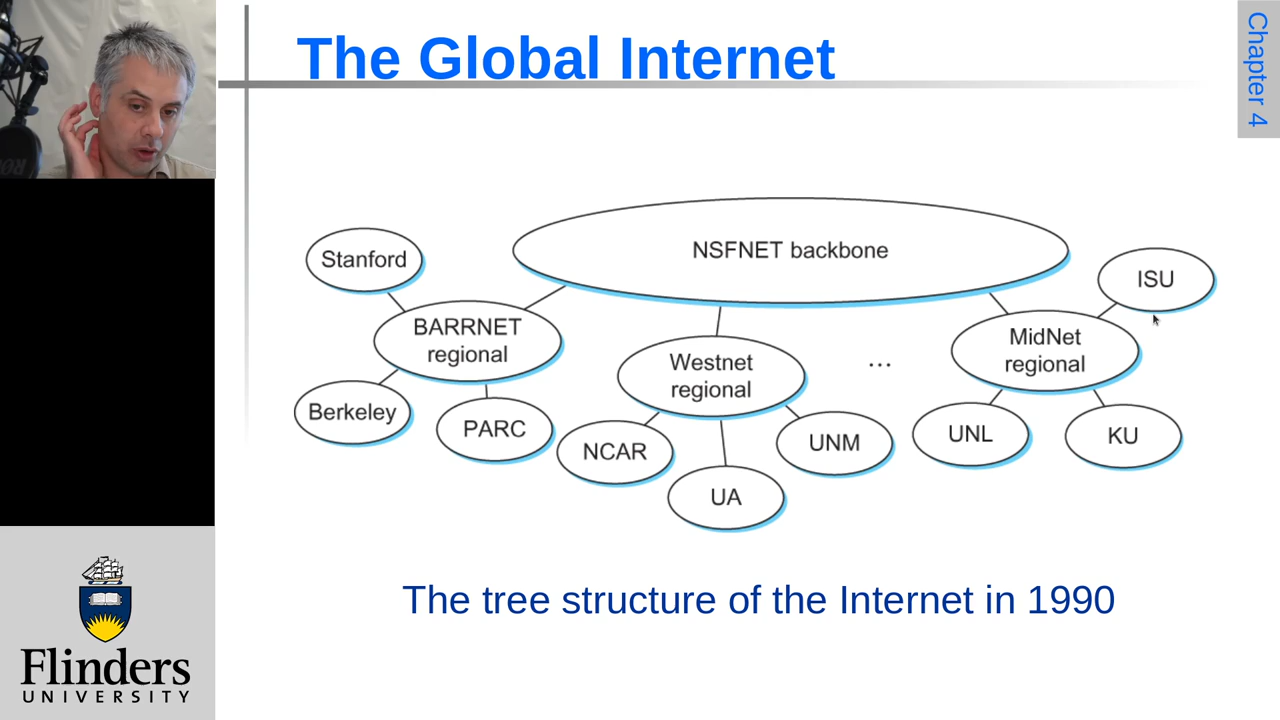 The Global Internet
Chapter 4
NSFNET backbone
Stanford
ISU
BARRNET
regional
MidNet
regional
Westnet
regional
...
Berkeley
PARC
NCAR
UNM
UNL
KU
UA
The tree structure of the Internet in 1990
Flinders
UNIVERSITY